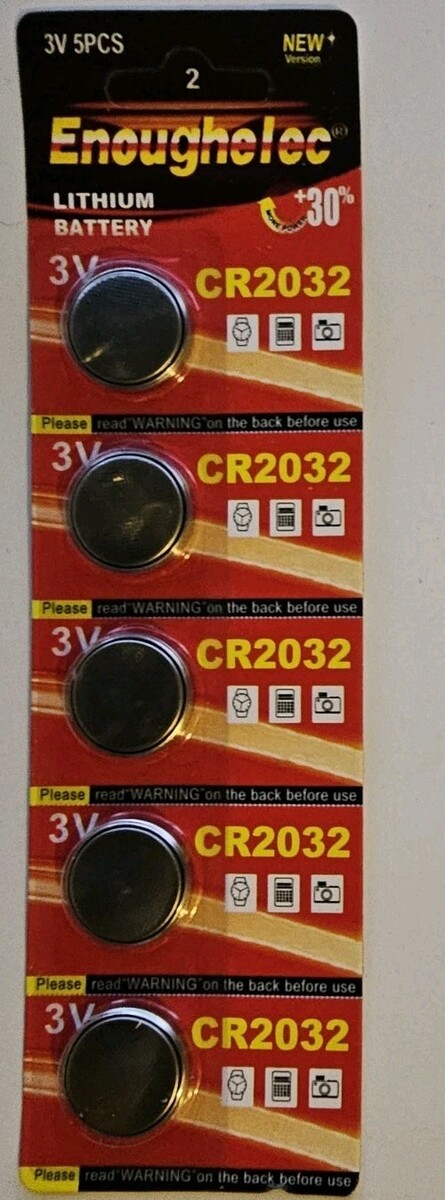 3V 5PCS
NEW+
Version
2
Enoughelec®
LITHIUM
BATTERY
+30%
MORE POWER
3V
CR2032
Please read"WARNING"on the back before use
3V
CR2032
Please read"WARNING"on the back before use
3V
CR2032
Please read"WARNING"on the back before use
3V
CR2032
Please read"WARNING"on the back before use
3V
CR2032
Please read"WARNING"on the back before use